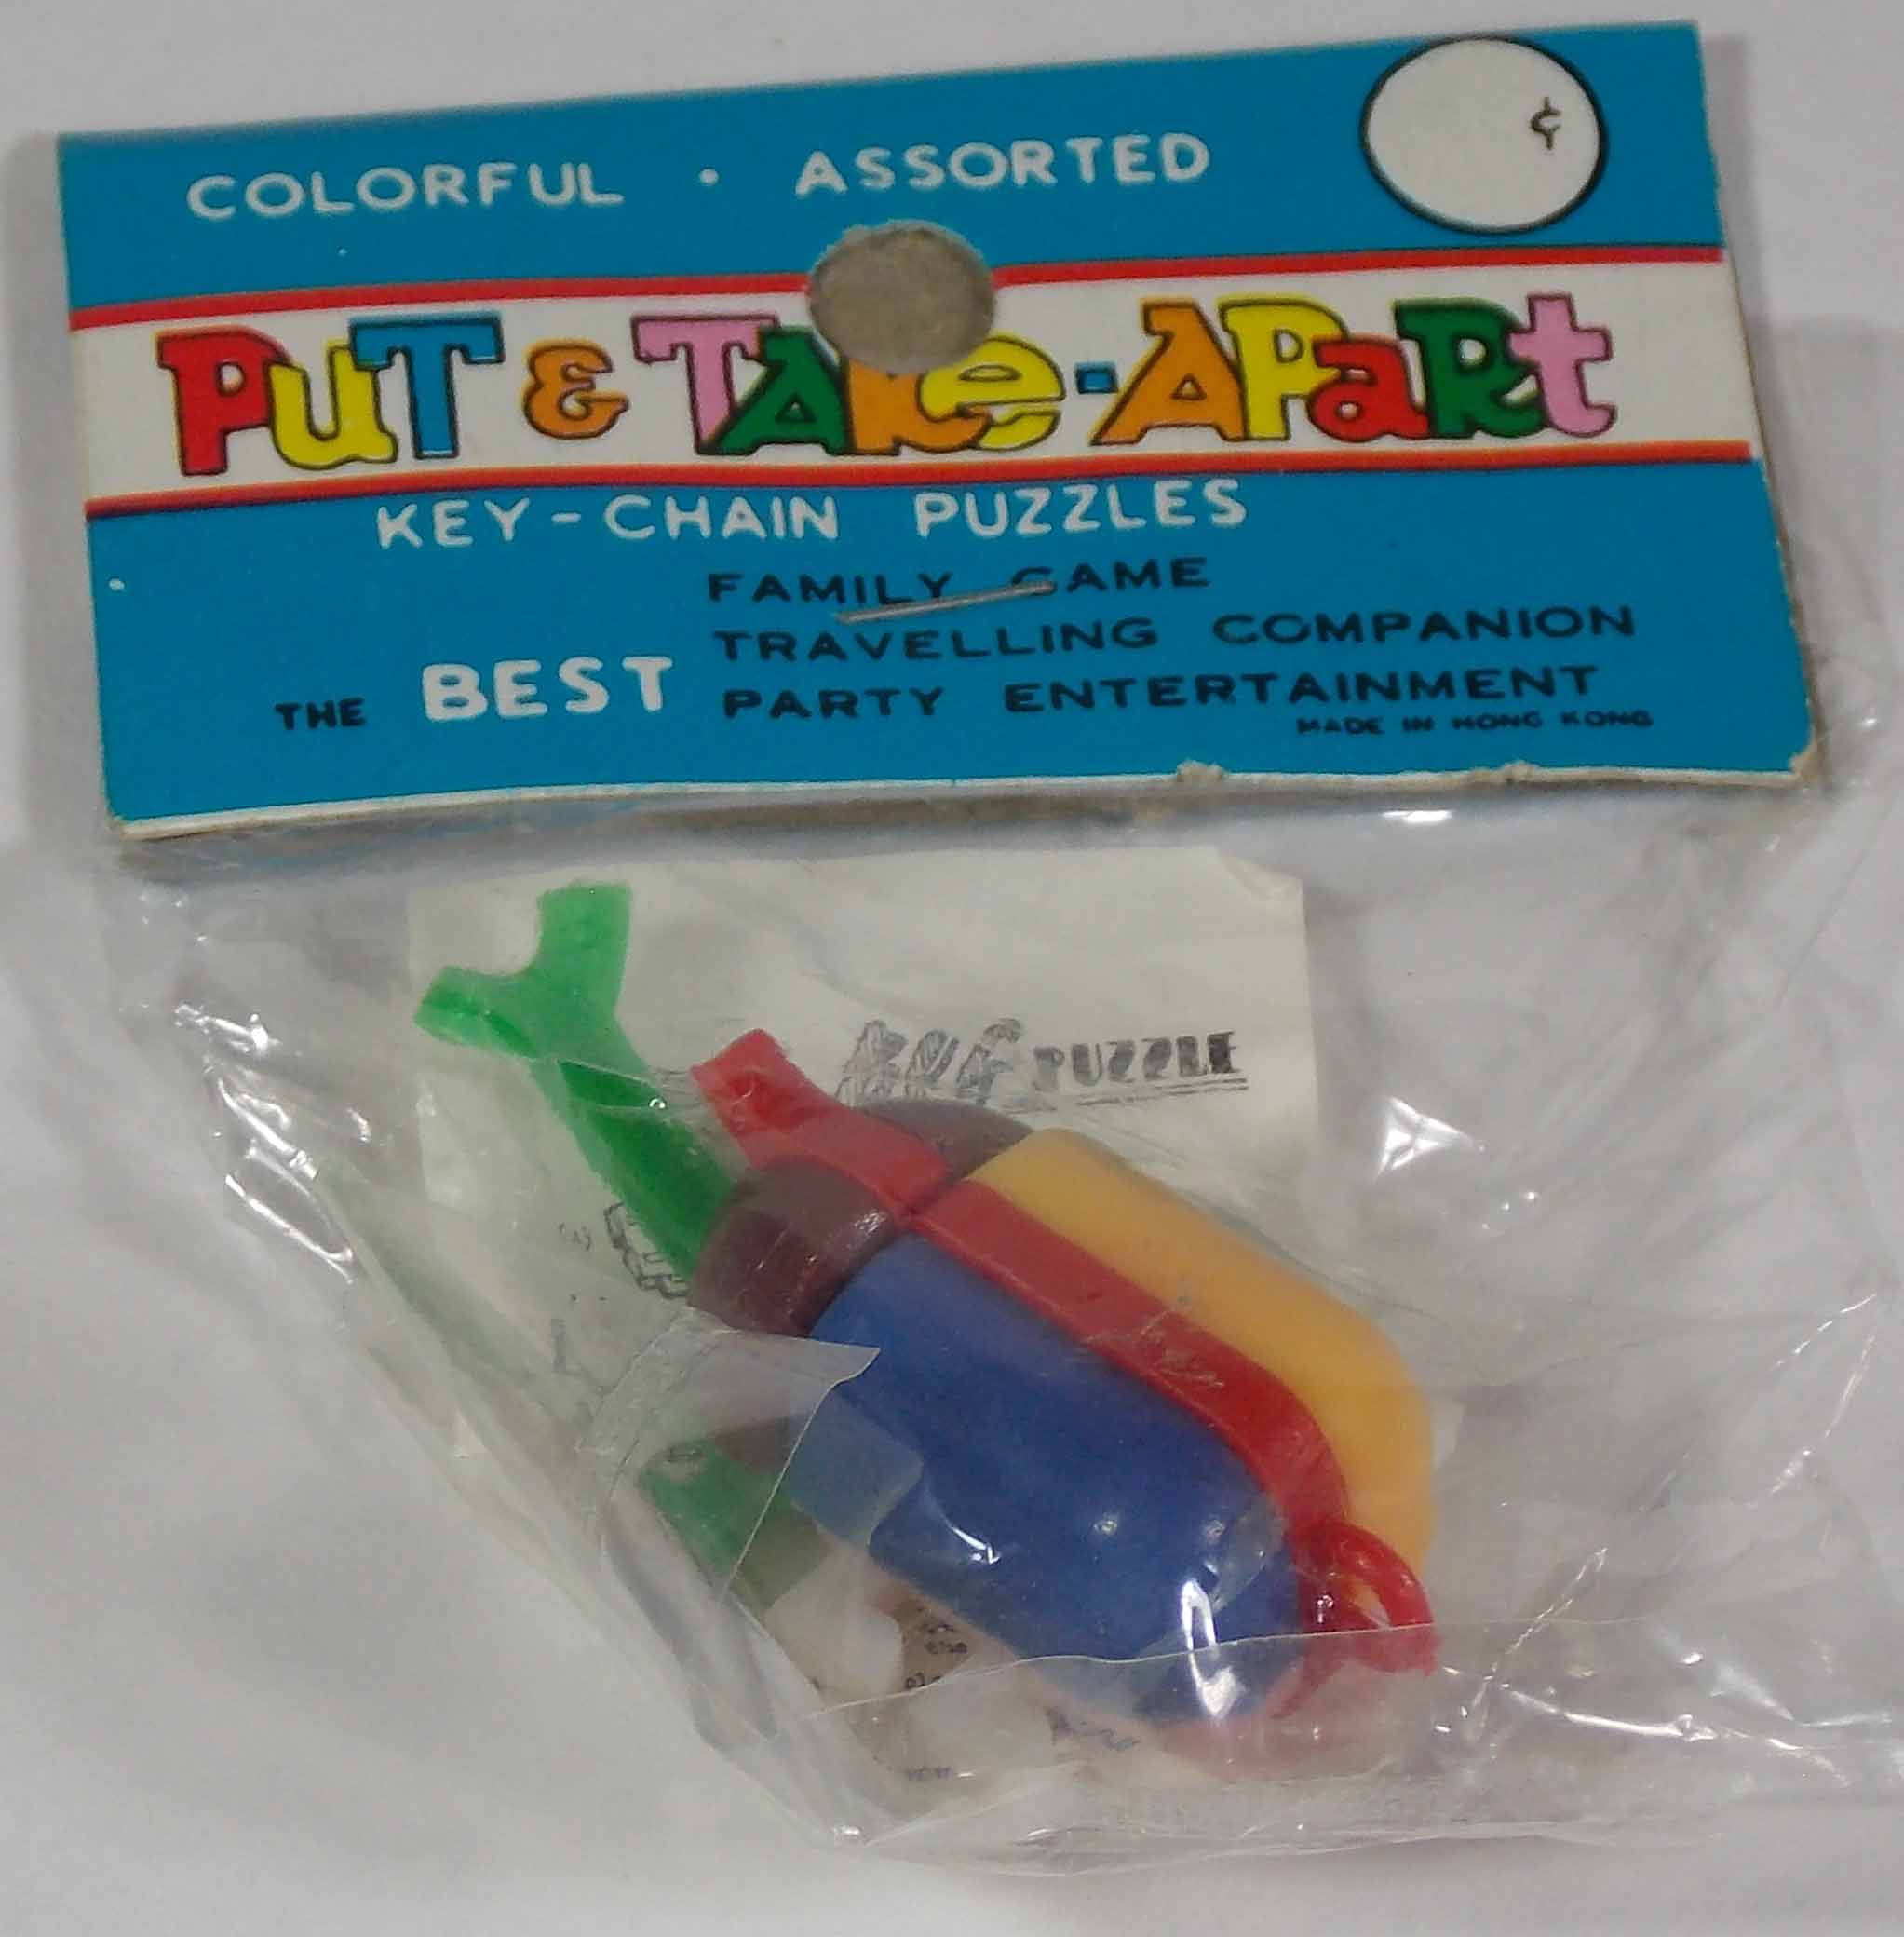 COLORFUL • ASSORTED
¢
PUT & TAKE-APART
KEY-CHAIN PUZZLES
THE BEST
FAMILY GAME
TRAVELLING COMPANION
PARTY ENTERTAINMENT
MADE IN HONG KONG
PUZZLE